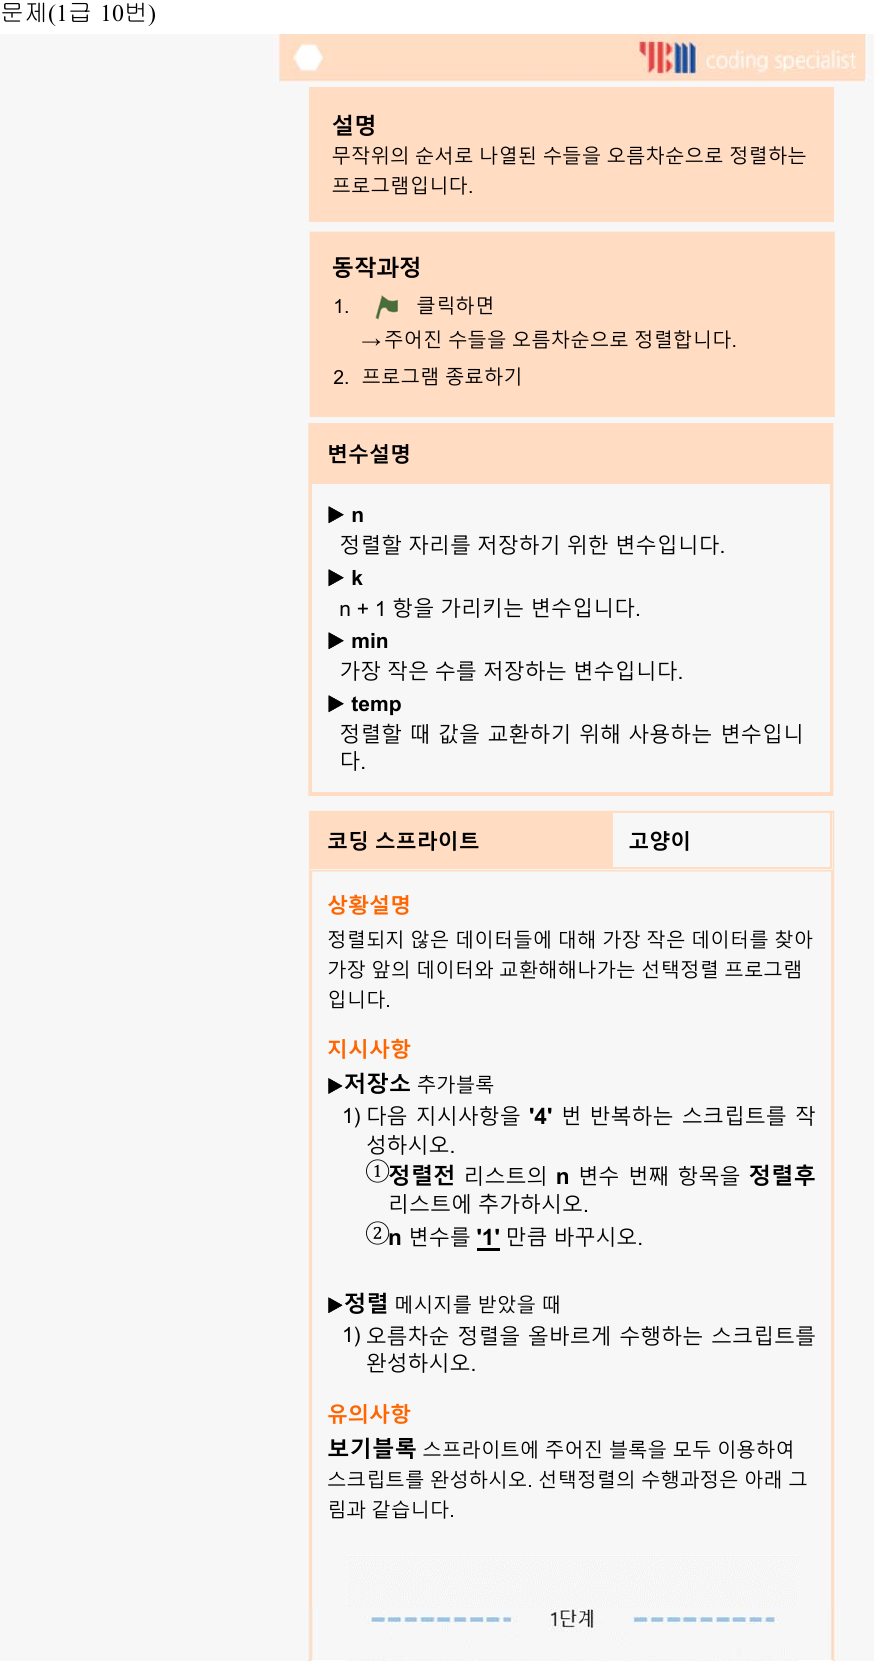 문제(1급 10번)
YBM coding specialist
설명
무작위의 순서로 나열된 수들을 오름차순으로 정렬하는
프로그램입니다.
동작과정
1. 클릭하면
→주어진 수들을 오름차순으로 정렬합니다.
2. 프로그램 종료하기
변수설명
▶ n
정렬할 자리를 저장하기 위한 변수입니다.
▶ k
n + 1 항을 가리키는 변수입니다.
▶ min
가장 작은 수를 저장하는 변수입니다.
▶ temp
정렬할 때 값을 교환하기 위해 사용하는 변수입니
다.
코딩 스프라이트 고양이
상황설명
정렬되지 않은 데이터들에 대해 가장 작은 데이터를 찾아
가장 앞의 데이터와 교환해해나가는 선택정렬 프로그램
입니다.
지시사항
▶저장소 추가블록
1) 다음 지시사항을 '4' 번 반복하는 스크립트를 작
성하시오.
①정렬전 리스트의 n 변수 번째 항목을 정렬후
리스트에 추가하시오.
②n 변수를 '1' 만큼 바꾸시오.
▶정렬 메시지를 받았을 때
1) 오름차순 정렬을 올바르게 수행하는 스크립트를
완성하시오.
유의사항
보기블록 스프라이트에 주어진 블록을 모두 이용하여
스크립트를 완성하시오. 선택정렬의 수행과정은 아래 그
림과 같습니다.
1단계